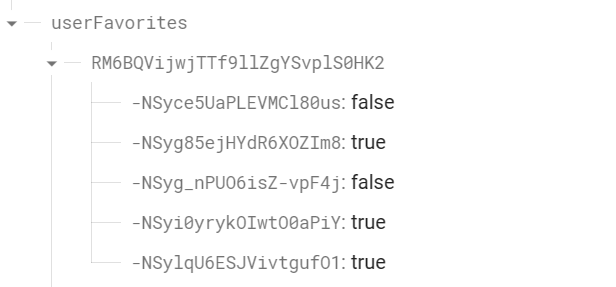 userFavorites
RM6BQVijwjTTf9llZgYSvplS0HK2
-NSyce5UaPLEVMCl80us: false
-NSyg85ejHYdR6XOZIm8: true
-NSyg_nPUO6isZ-vpF4j: false
-NSyi0yrykOIwtO0aPiY: true
-NSylqU6ESJVivtgufO1: true